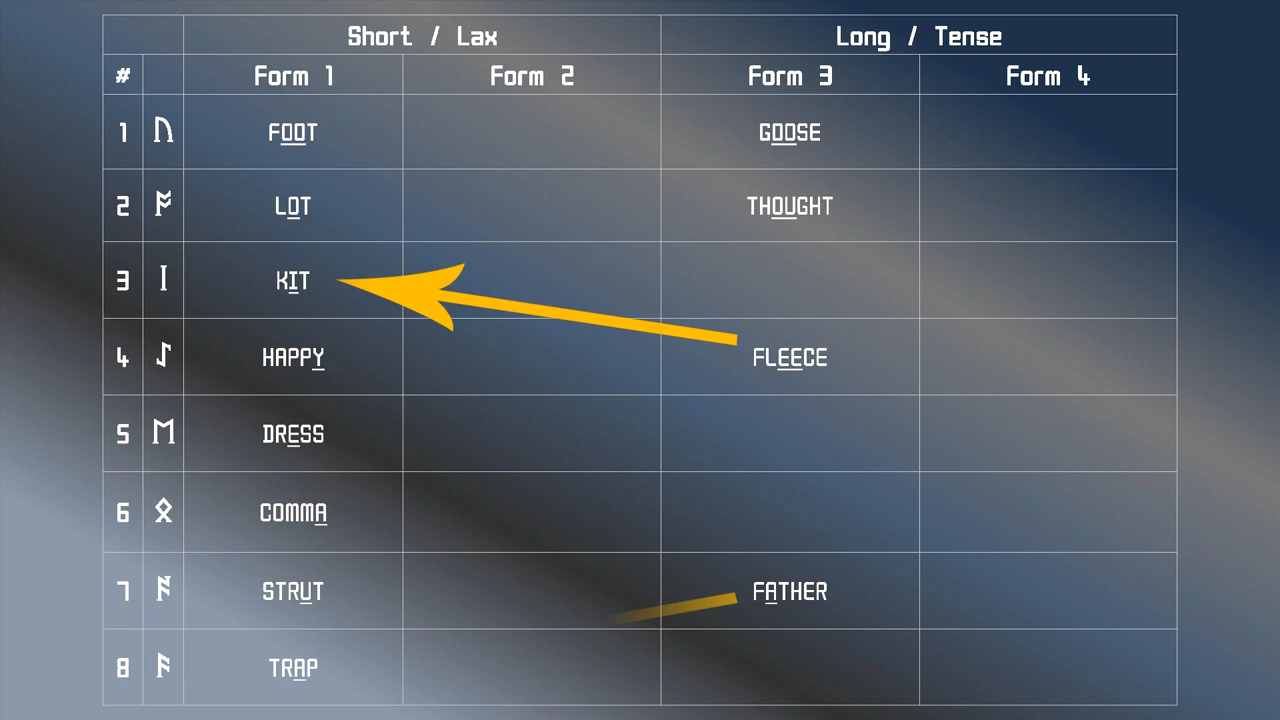 Short / Lax Long / Tense
# Form 1 Form 2 Form 3 Form 4
1 ᚢ FOOT GOOSE
2 ᚩ LOT THOUGHT
3 ᛁ KIT
4 ᛇ HAPPY FLEECE
5 ᛖ DRESS
6 ᛟ COMMA
7 ᚪ STRUT FATHER
8 ᚫ TRAP